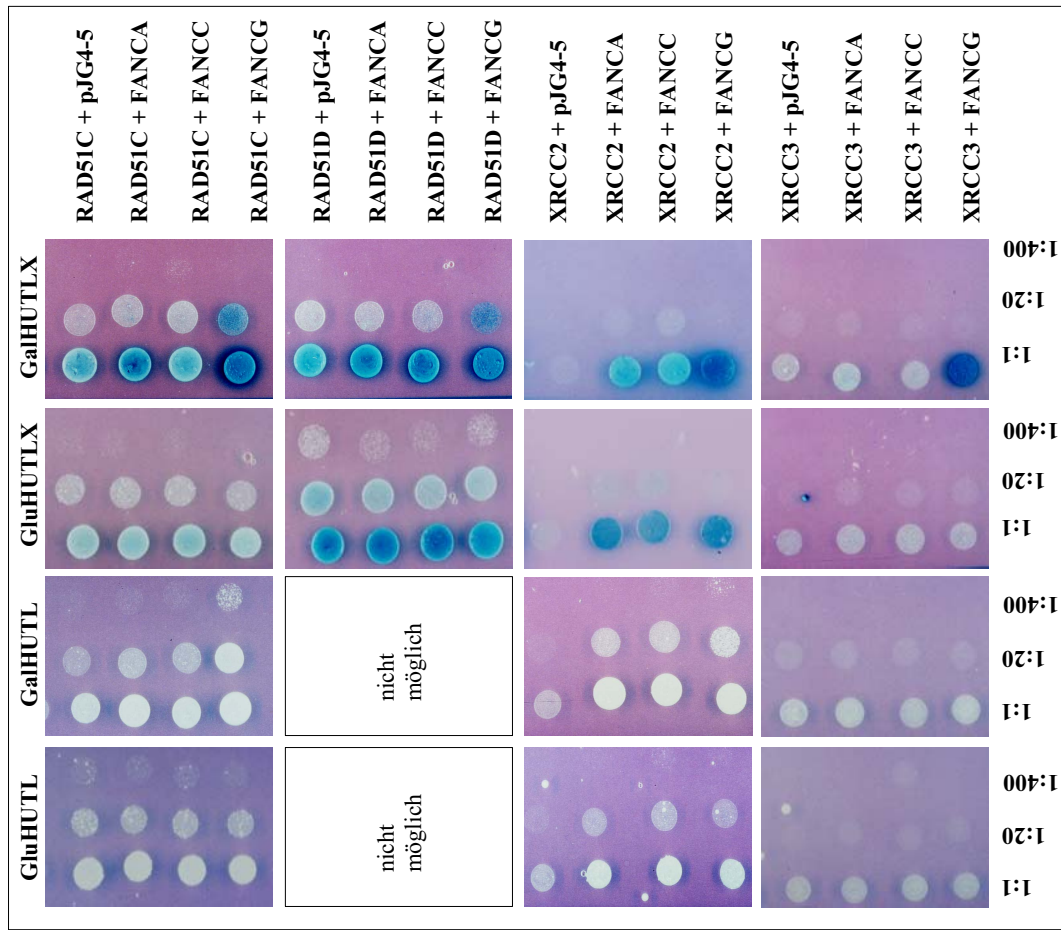 RAD51C + pJG4-5
RAD51C + FANCA
RAD51C + FANCC
RAD51C + FANCG
RAD51D + pJG4-5
RAD51D + FANCA
RAD51D + FANCC
RAD51D + FANCG
XRCC2 + pJG4-5
XRCC2 + FANCA
XRCC2 + FANCC
XRCC2 + FANCG
XRCC3 + pJG4-5
XRCC3 + FANCA
XRCC3 + FANCC
XRCC3 + FANCG
GalHUTLX
1:400
1:20
1:1
GluHUTLX
1:400
1:20
1:1
GalHUTL
nicht
möglich
1:400
1:20
1:1
GluHUTL
nicht
möglich
1:400
1:20
1:1